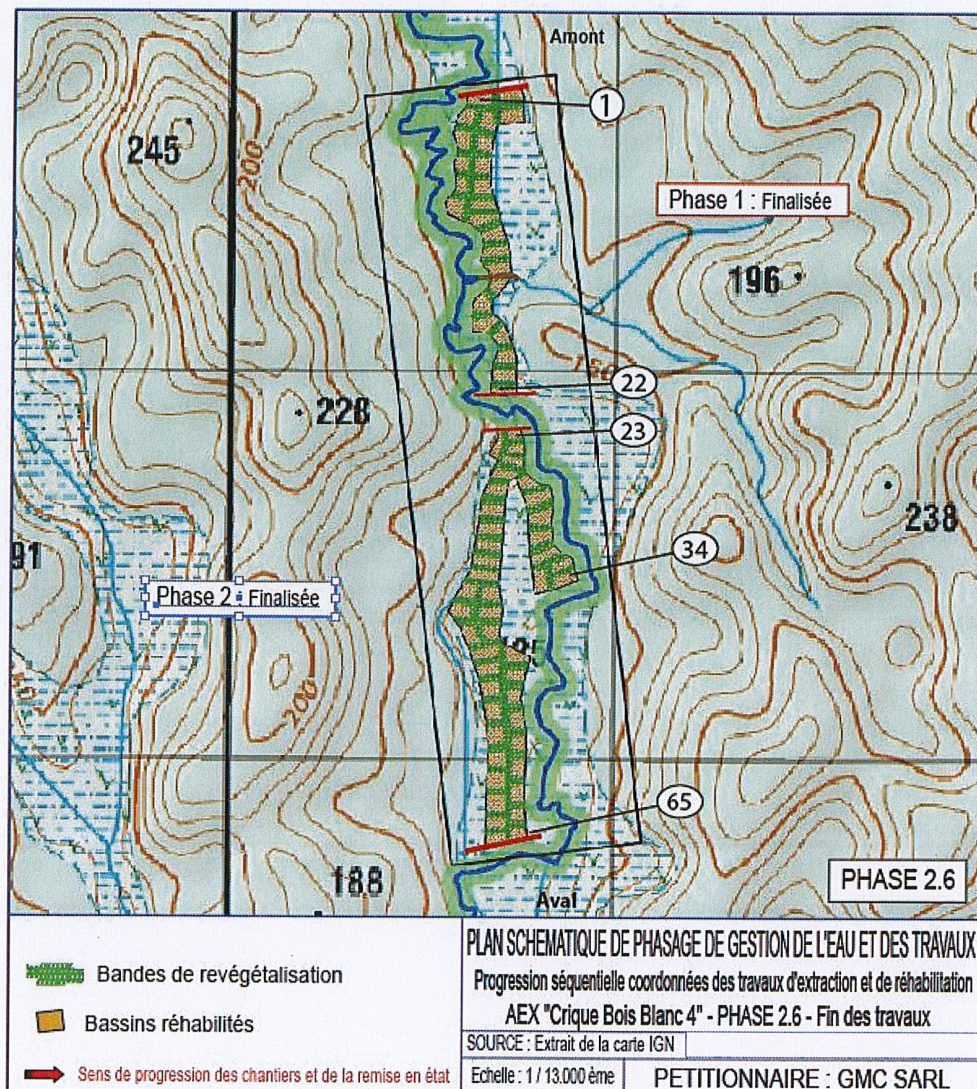 Amont
1
245
200
Phase 1 : Finalisée
196
150
22
228
23
238
34
91
Phase 2 : Finalisée
200
65
188
PHASE 2.6
Aval
Bandes de revégétalisation
Bassins réhabilités
Sens de progression des chantiers et de la remise en état
PLAN SCHEMATIQUE DE PHASAGE DE GESTION DE L'EAU ET DES TRAVAUX
Progression séquentielle coordonnées des travaux d'extraction et de réhabilitation
AEX "Crique Bois Blanc 4" - PHASE 2.6 - Fin des travaux
SOURCE : Extrait de la carte IGN
Echelle : 1 / 13.000 ème
PETITIONNAIRE : GMC SARL